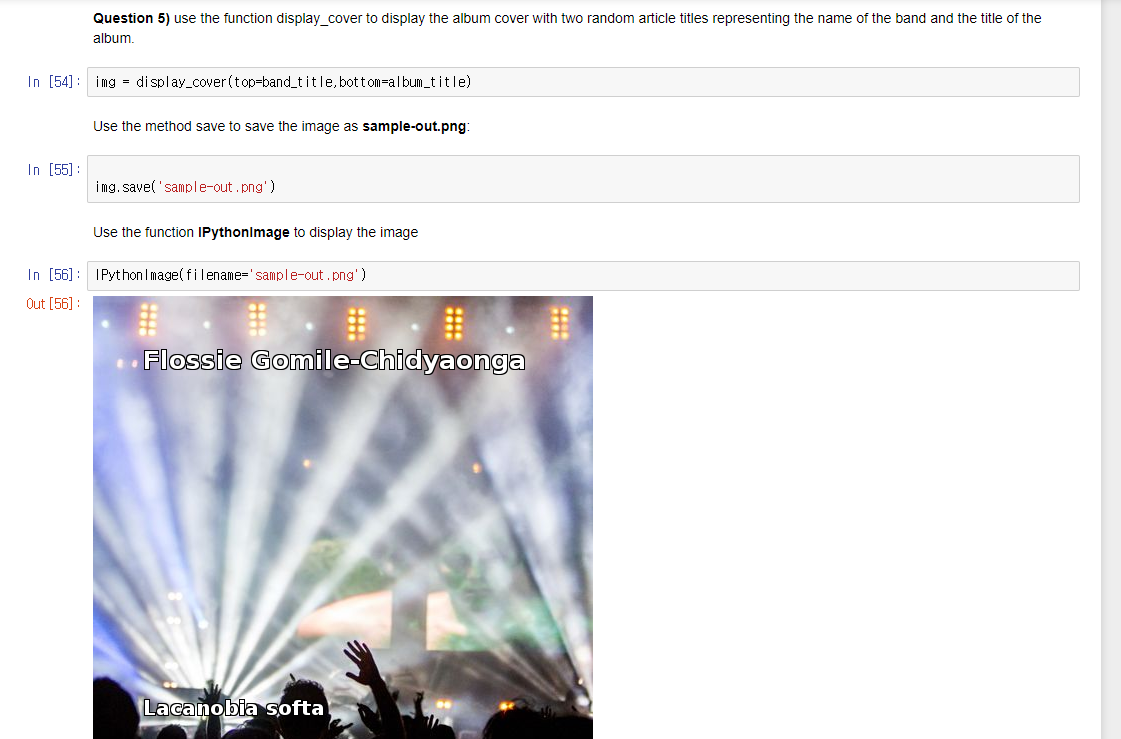 Question 5) use the function display_cover to display the album cover with two random article titles representing the name of the band and the title of the
album.
In [54]: img = display_cover(top=band_title,bottom=album_title)
Use the method save to save the image as sample-out.png:
In [55]:
img.save('sample-out.png')
Use the function IPythonImage to display the image
In [56]: IPythonImage(filename='sample-out.png')
Out[56]:
Flossie Gomile-Chidyaonga
Lacanobia softa